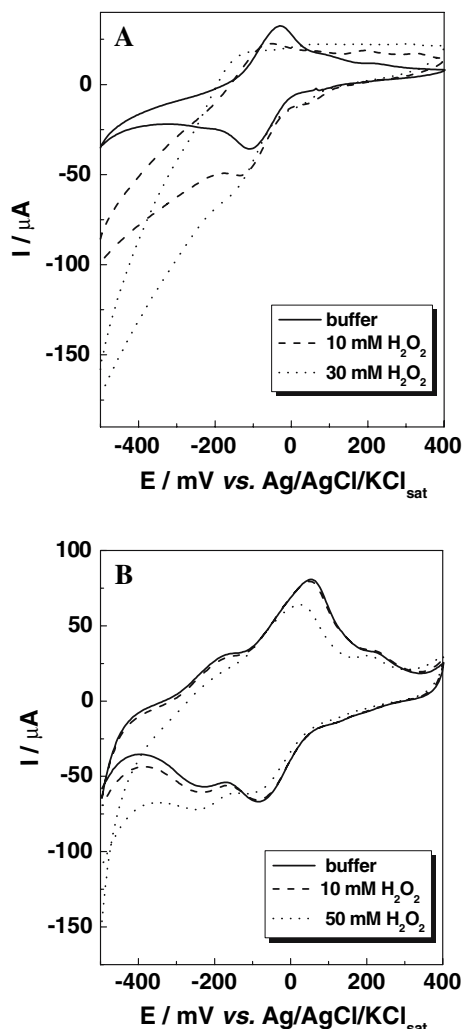 A
0
-50
-100
-150
I / μA
buffer
10 mM H₂O₂
30 mM H₂O₂
-400 -200 0 200 400
E / mV vs. Ag/AgCl/KCl_sat
B
100
50
0
-50
-100
-150
I / μA
buffer
10 mM H₂O₂
50 mM H₂O₂
-400 -200 0 200 400
E / mV vs. Ag/AgCl/KCl_sat